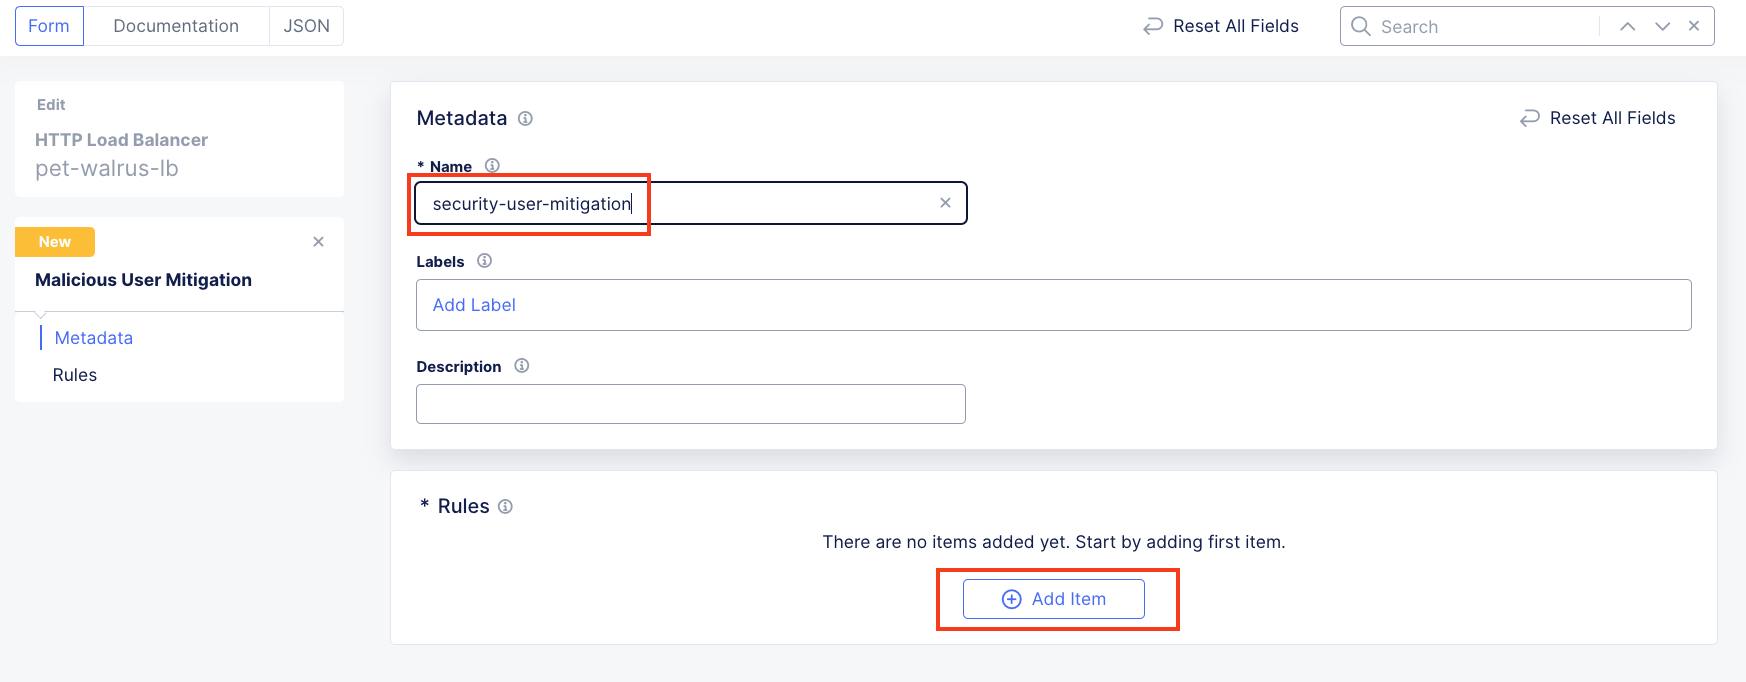 Form Documentation JSON Reset All Fields Search
Edit
HTTP Load Balancer
pet-walrus-lb
New
Malicious User Mitigation
Metadata
Rules
Metadata Reset All Fields
* Name
security-user-mitigation
Labels
Add Label
Description
* Rules
There are no items added yet. Start by adding first item.
Add Item